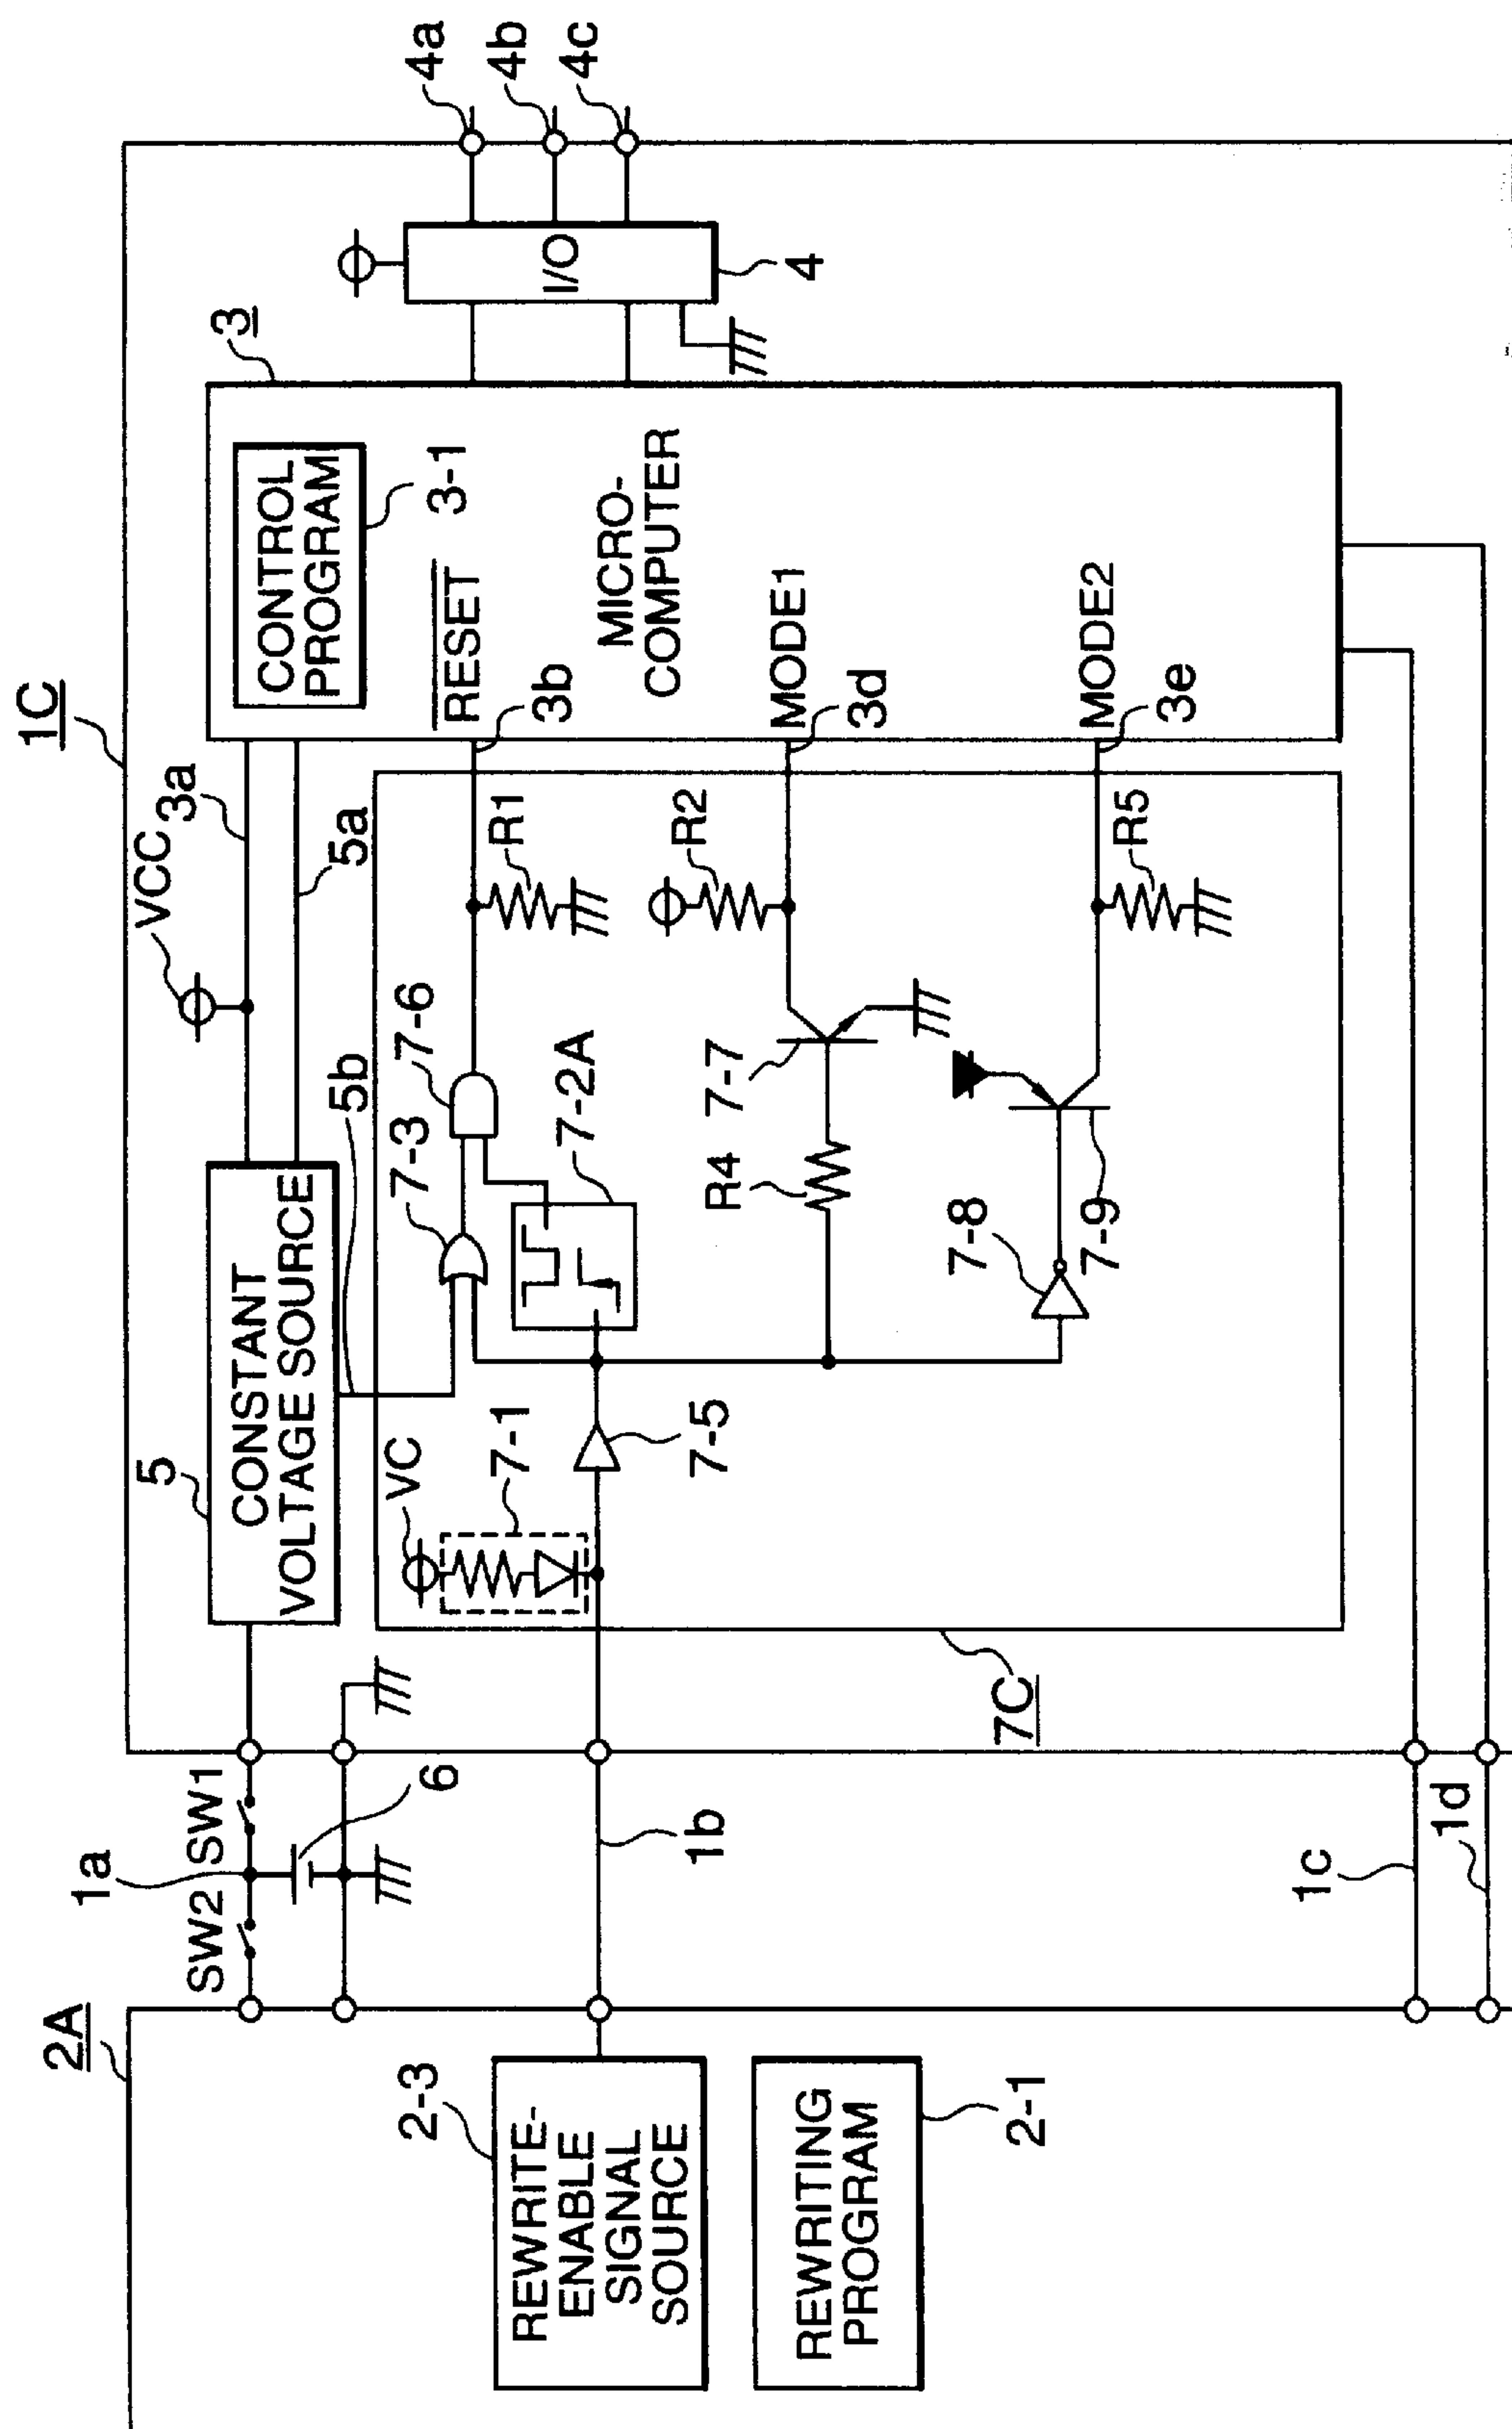 1C
2A
1a
SW2 SW1
5
VCC
3a
CONSTANT
VOLTAGE SOURCE
5a
5b
3
CONTROL
PROGRAM
3-1
6
VC
7-1
7-3
7-6
R1
RESET
3b
I/O
4
4a
4b
4c
2-3
REWRITE-
ENABLE
SIGNAL
SOURCE
1b
7-5
7-2A
MICRO-
COMPUTER
R2
MODE1
3d
R4
7-7
2-1
REWRITING
PROGRAM
7C
7-8
7-9
R5
MODE2
3e
1c
1d